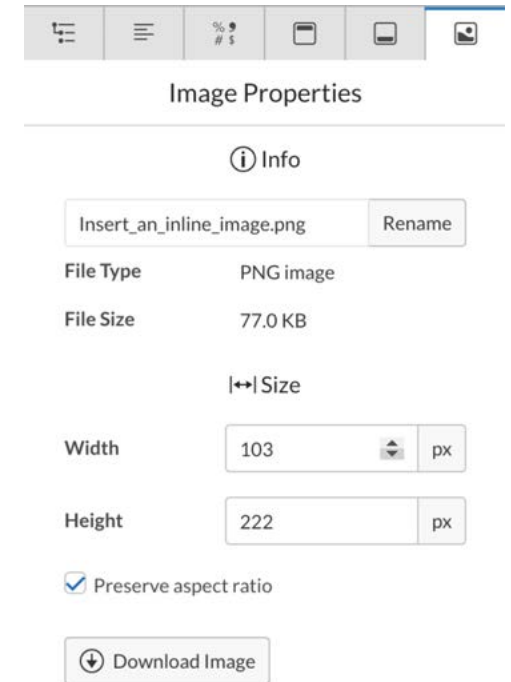 % , # $
Image Properties
Info
Insert_an_inline_image.png Rename
File Type PNG image
File Size 77.0 KB
Size
Width 103 px
Height 222 px
Preserve aspect ratio
Download Image